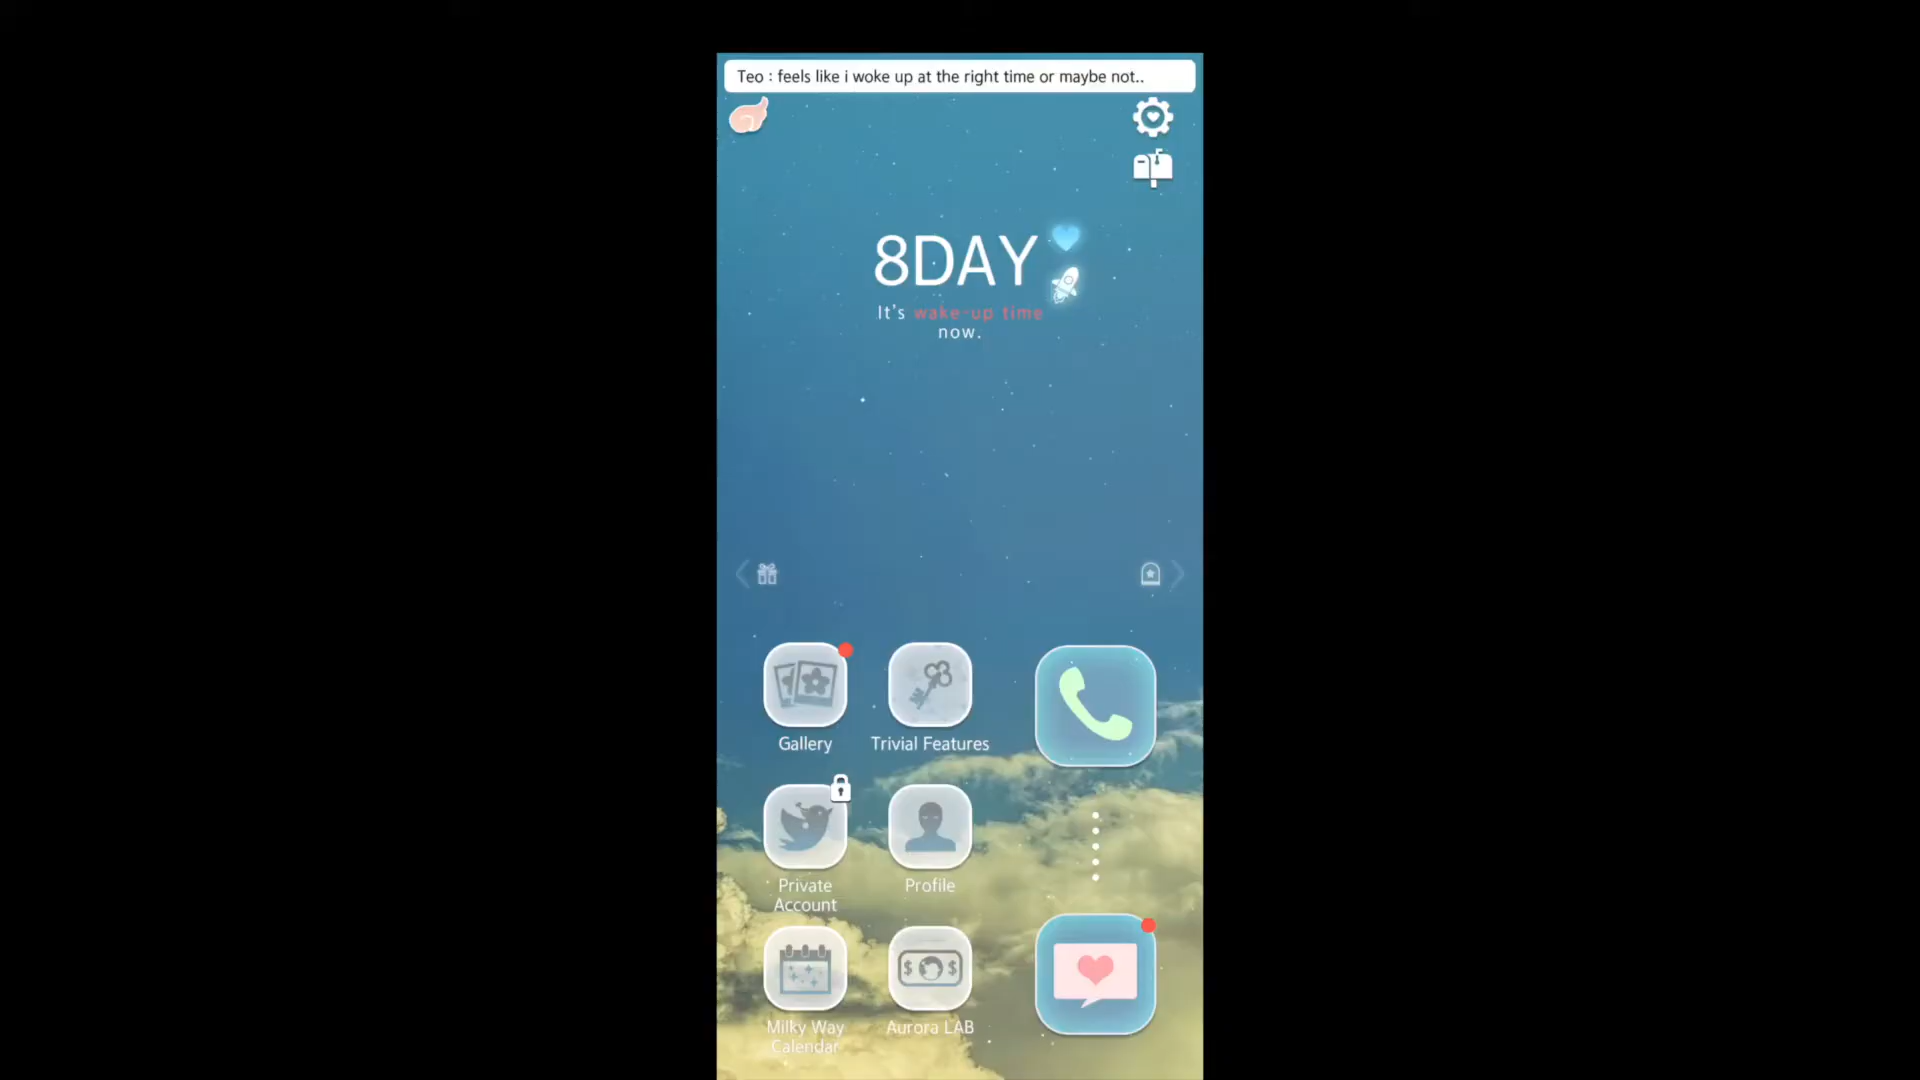 Teo : feels like i woke up at the right time or maybe not..
8DAY
It's wake-up time
now.
Gallery
Trivial Features
Private
Account
Profile
Milky Way
Calendar
Aurora LAB